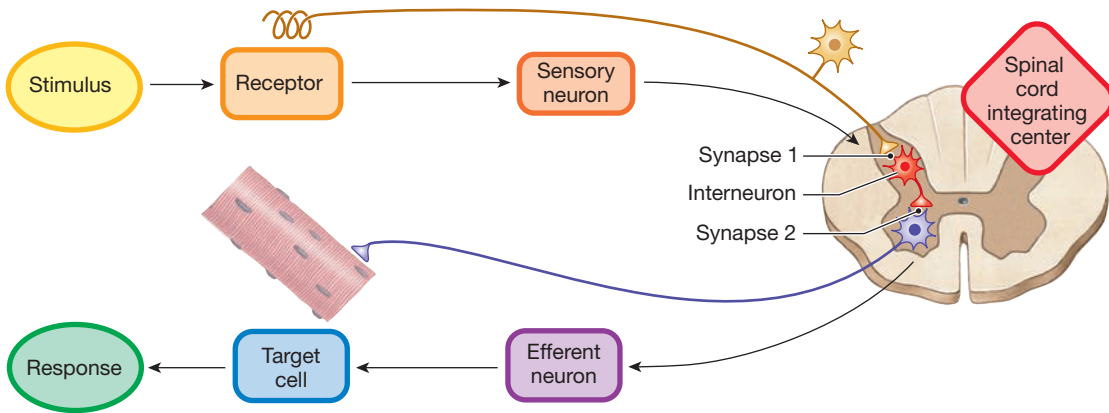 Stimulus
Receptor
Sensory
neuron
Spinal
cord
integrating
center
Synapse 1
Interneuron
Synapse 2
Response
Target
cell
Efferent
neuron